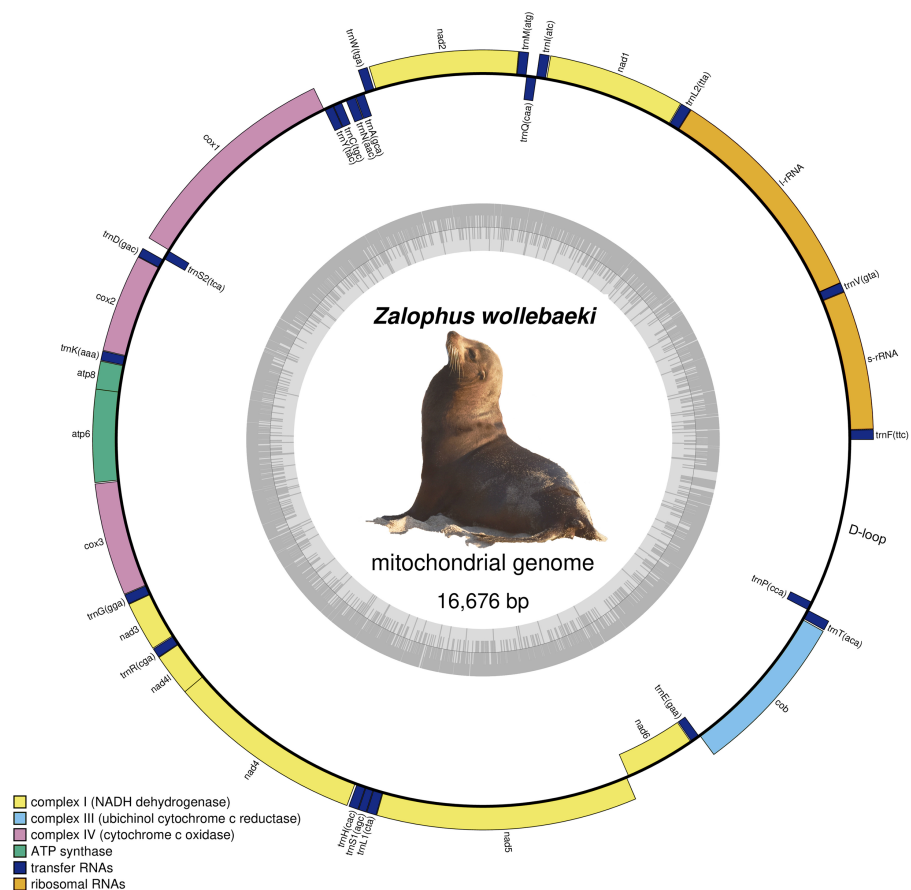 nad2
trnM(atg)
trnI(atc)
nad1
trnL2(tta)
l-rRNA
trnV(gta)
s-rRNA
trnF(ttc)
D-loop
trnP(cca)
trnT(aca)
cob
trnE(gaa)
nad6
nad5
trnL1(cta)
trnS1(agc)
trnH(cac)
nad4
nad4l
trnR(cga)
nad3
trnG(gga)
cox3
atp6
atp8
trnK(aaa)
cox2
trnD(gac)
trnS2(tca)
cox1
trnY(tac)
trnC(tgc)
trnN(aac)
trnA(gca)
trnW(tga)
trnQ(caa)
Zalophus wollebaeki
mitochondrial genome
16,676 bp
complex I (NADH dehydrogenase)
complex III (ubichinol cytochrome c reductase)
complex IV (cytochrome c oxidase)
ATP synthase
transfer RNAs
ribosomal RNAs